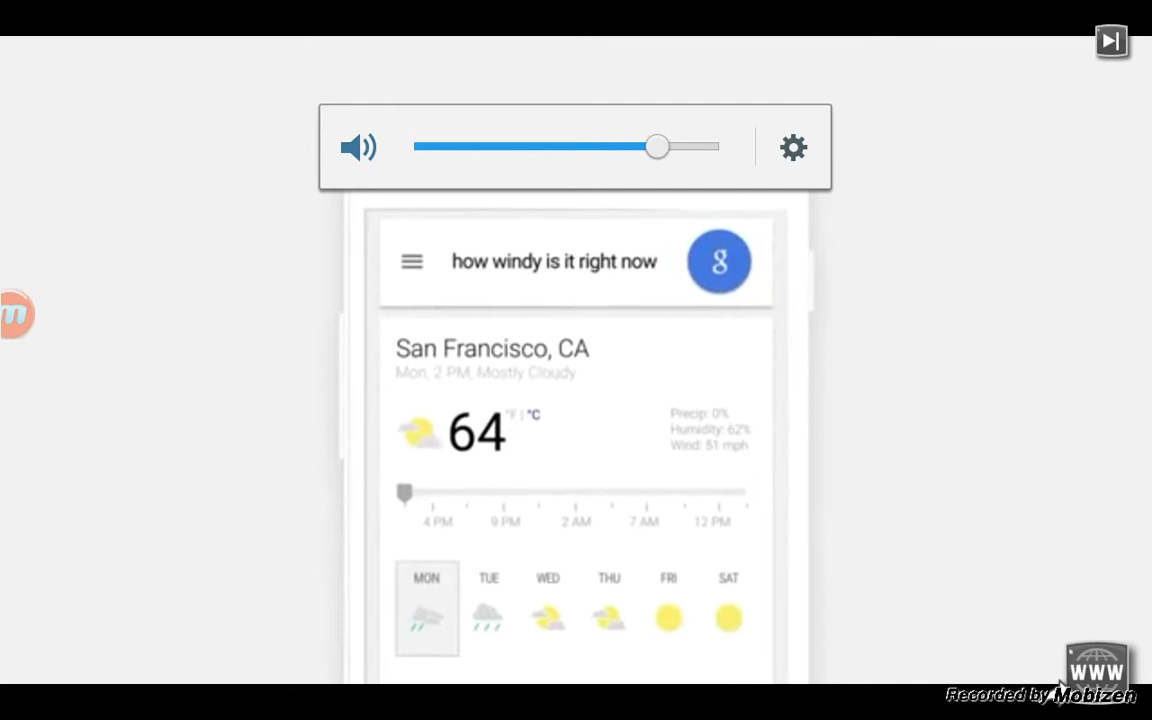 how windy is it right now
g
San Francisco, CA
Mon, 2 PM, Mostly Cloudy
64
°F | °C
Precip: 0%
Humidity: 62%
Wind: 51 mph
4 PM 9 PM 2 AM 7 AM 12 PM
MON TUE WED THU FRI SAT
m
WWW
Recorded by Mobizen